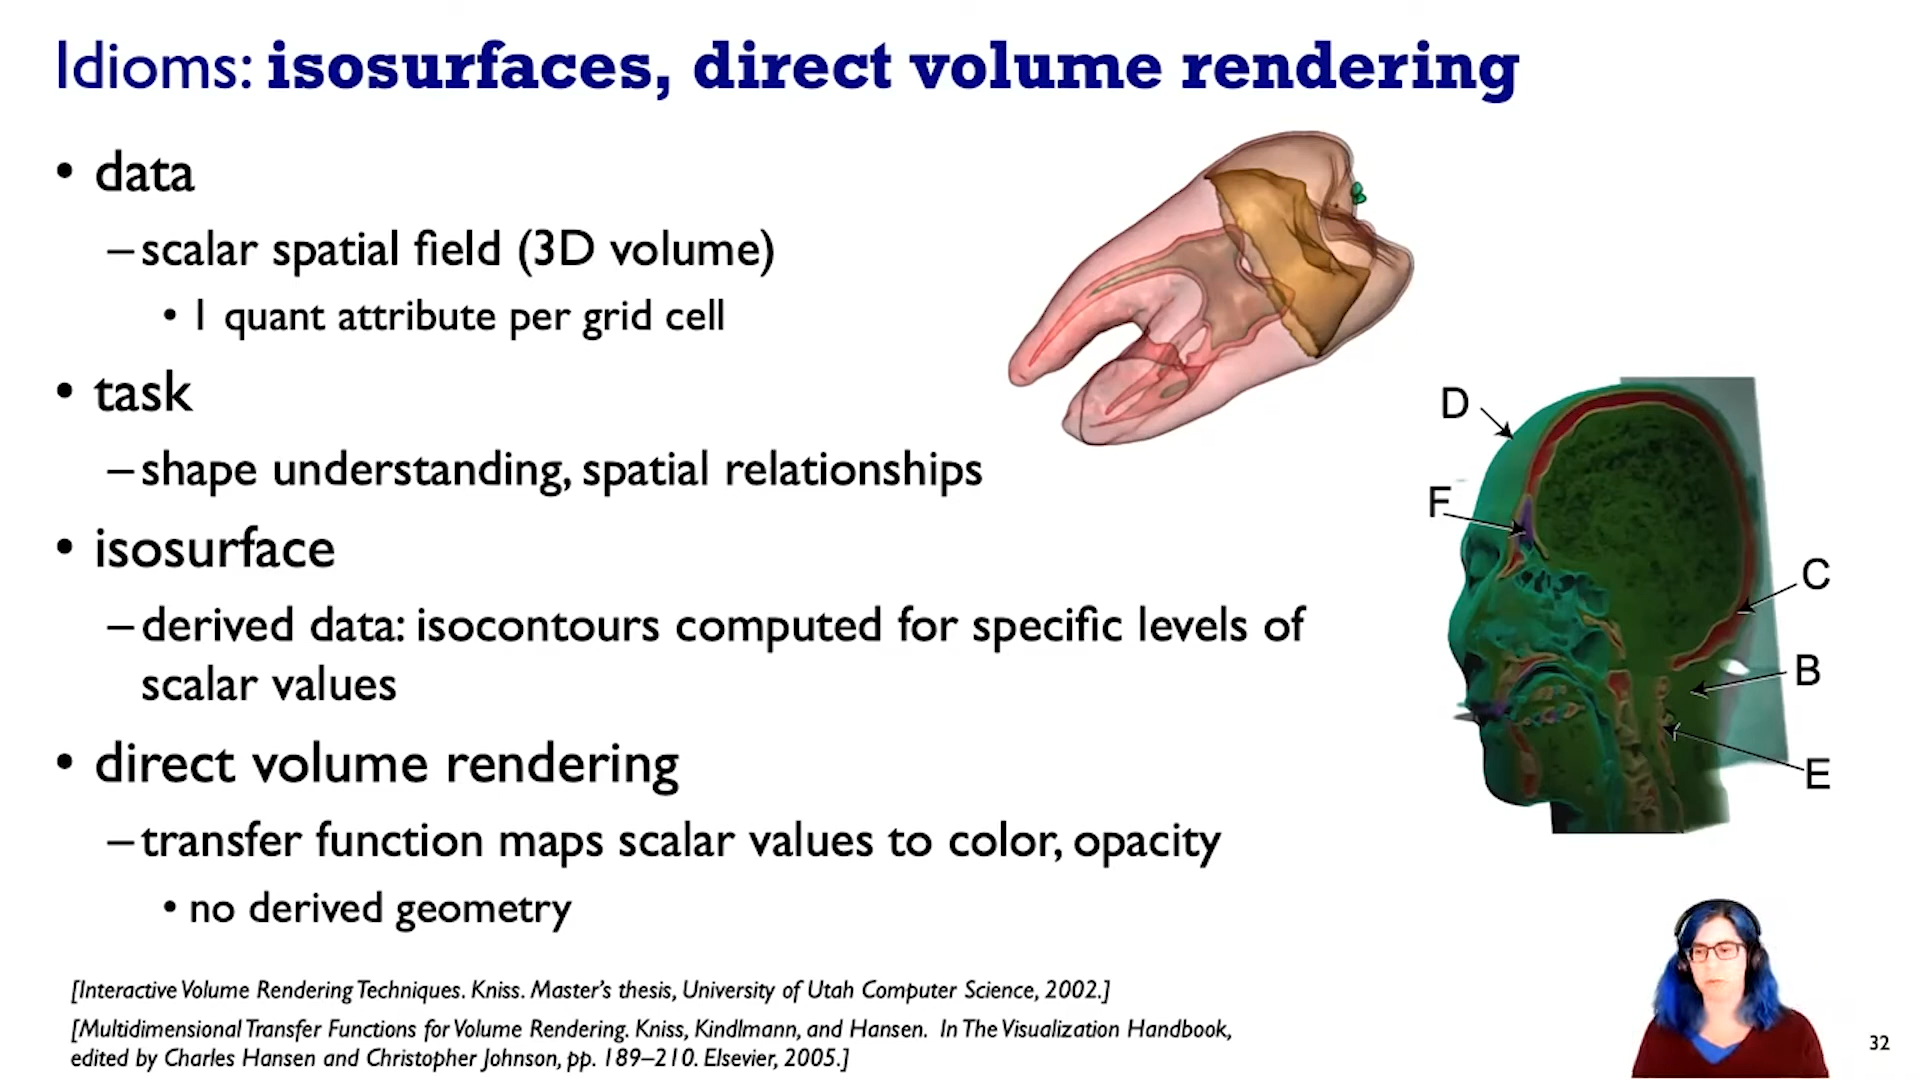 Idioms: isosurfaces, direct volume rendering
• data
– scalar spatial field (3D volume)
• 1 quant attribute per grid cell
• task
– shape understanding, spatial relationships
• isosurface
– derived data: isocontours computed for specific levels of
scalar values
• direct volume rendering
– transfer function maps scalar values to color, opacity
• no derived geometry
D
F
C
B
E
[Interactive Volume Rendering Techniques. Kniss. Master’s thesis, University of Utah Computer Science, 2002.]
[Multidimensional Transfer Functions for Volume Rendering. Kniss, Kindlmann, and Hansen. In The Visualization Handbook,
edited by Charles Hansen and Christopher Johnson, pp. 189–210. Elsevier, 2005.]
32